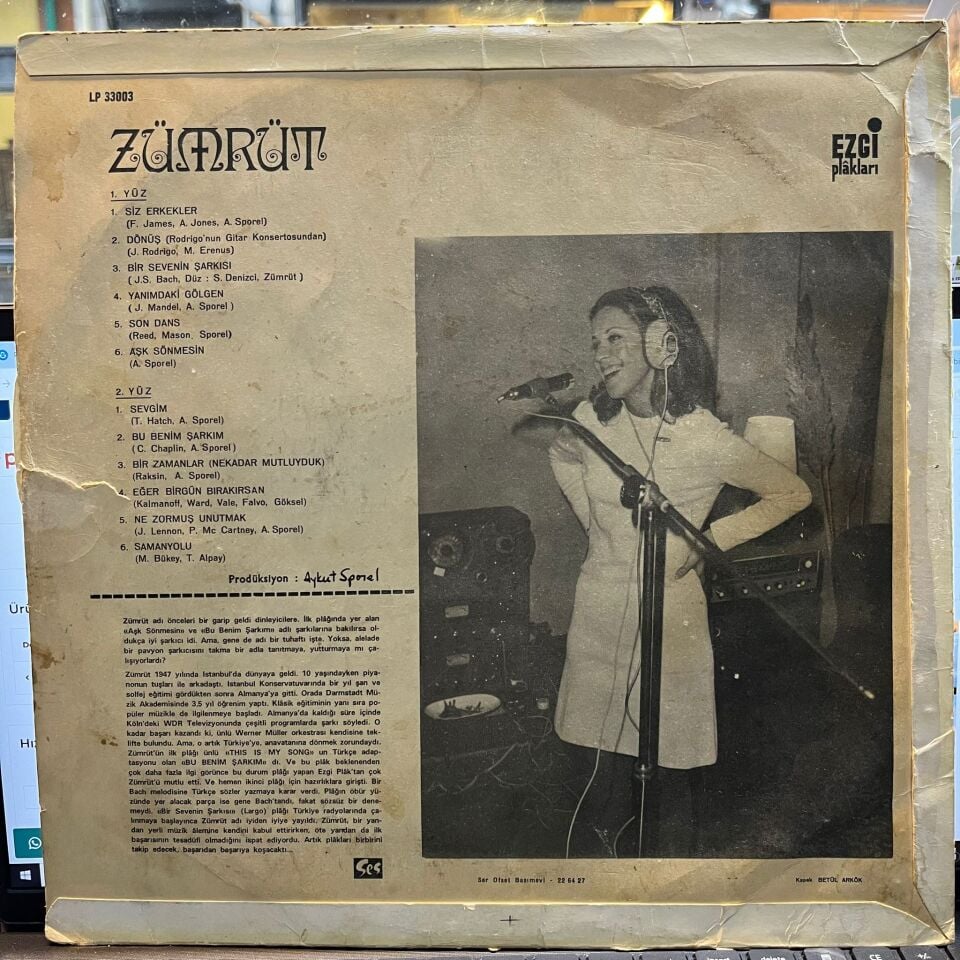 LP 33003
ZÜMRÜT
EZGİ
plâkları
1. YÜZ
1. SİZ ERKEKLER
(F. James, A. Jones, A. Sporel)
2. DÖNÜŞ (Rodrigo'nun Gitar Konsertosundan)
(J. Rodrigo, M. Erenus)
3. BİR SEVENİN ŞARKISI
( J.S. Bach, Düz : S. Denizci, Zümrüt )
4. YANIMDAKİ GÖLGEN
( J. Mandel, A. Sporel )
5. SON DANS
(Reed, Mason, Sporel)
6. AŞK SÖNMESİN
(A. Sporel)
2. YÜZ
1. SEVGİM
(T. Hatch, A. Sporel)
2. BU BENİM ŞARKIM
( C. Chaplin, A. Sporel )
3. BİR ZAMANLAR (NEKADAR MUTLUYDUK)
(Raksin, A. Sporel)
4. EĞER BİRGÜN BIRAKIRSAN
(Kalmanoff, Ward, Vale, Falvo, Göksel)
5. NE ZORMUŞ UNUTMAK
(J. Lennon, P. Mc Cartney, A. Sporel)
6. SAMANYOLU
(M. Bükey, T. Alpay)
Prodüksiyon : Aykut Sporel
Zümrüt adı önceleri bir garip geldi dinleyicilere. İlk plâğında yer alan
«Aşk Sönmesin» ve «Bu Benim Şarkım» adlı şarkılarına bakılırsa ol-
dukça iyi şarkıcı idi. Ama, gene de adı bir tuhaftı işte. Yoksa, alelade
bir pavyon şarkıcısını takma bir adla tanıtmaya, yutturmaya mı ça-
lışıyorlardı?
Zümrüt 1947 yılında İstanbul'da dünyaya geldi. 10 yaşındayken piya-
nonun tuşları ile arkadaştı. İstanbul Konservatuvarında bir yıl şan ve
solfej eğitimi gördükten sonra Almanya'ya gitti. Orada Darmstadt Mü-
zik Akademisinde 3,5 yıl öğrenim yaptı. Klâsik eğitiminin yanı sıra po-
püler müzikle de ilgilenmeye başladı. Almanya'da kaldığı süre içinde
Köln'deki WDR Televizyonunda çeşitli programlarda şarkı söyledi. O
kadar başarı kazandı ki, ünlü Werner Müller orkestrası kendisine tek-
lifte bulundu. Ama, o artık Türkiye'ye, anavatanına dönmek zorundaydı.
Zümrüt'ün ilk plâğı ünlü «THIS IS MY SONG» un Türkçe adap-
tasyonu olan «BU BENİM ŞARKIM» dı. Ve bu plâk beklenenden
çok daha fazla ilgi görünce bu durum plâğı yapan Ezgi Plâk'tan çok
Zümrüt'ü mutlu etti. Ve hemen ikinci plâğı için hazırlıklara girişti. Bir
Bach melodisine Türkçe sözler yazmaya karar verdi. Plâğın öbür yü-
zünde yer alacak parça ise gene Bach'tandı, fakat sözsüz bir dene-
meydi. «Bir Sevenin Şarkısı» (Largo) plâğı Türkiye radyolarında ça-
lınmaya başlayınca Zümrüt adı iyiden iyiye yayıldı. Zümrüt, bir yan-
dan yerli müzik âlemine kendini kabul ettirirken, öte yandan da ilk
başarısının tesadüfi olmadığını ispat ediyordu. Artık plâkları birbirini
takip edecek, başarıdan başarıya koşacaktı...
Ses
Ser Ofset Basımevi - 22 64 27
Kapak BETÜL ARKÖK